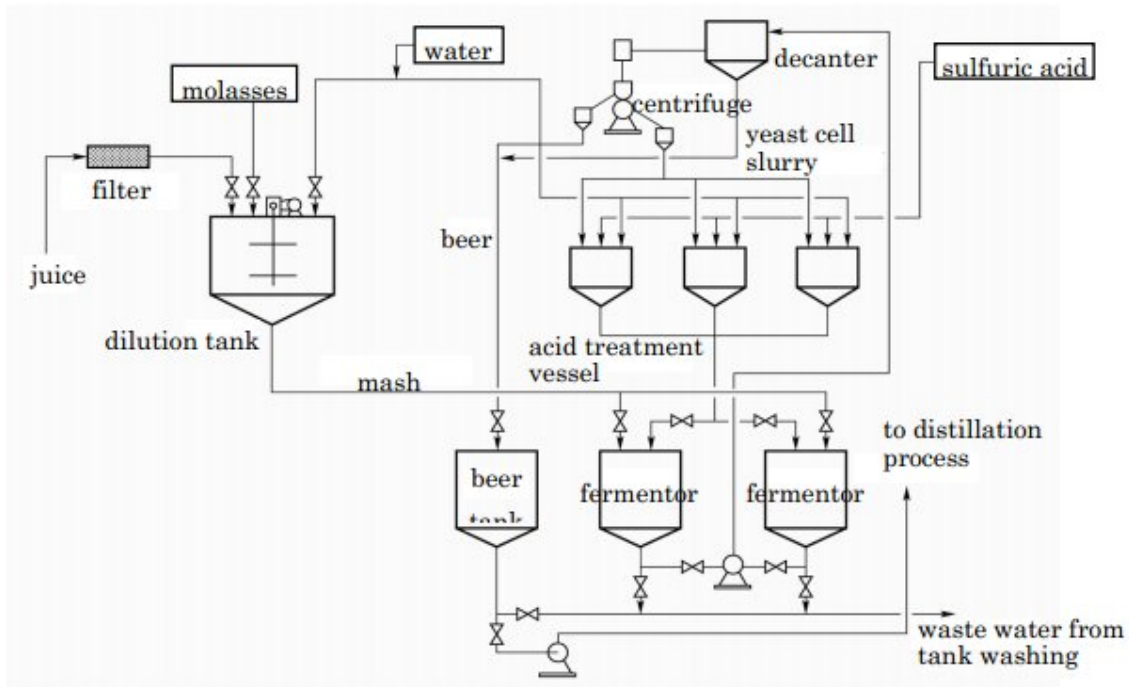 water
decanter
sulfuric acid
molasses
centrifuge
yeast cell
slurry
filter
beer
juice
dilution tank
acid treatment
vessel
mash
to distillation
process
beer
tank
fermentor
fermentor
waste water from
tank washing